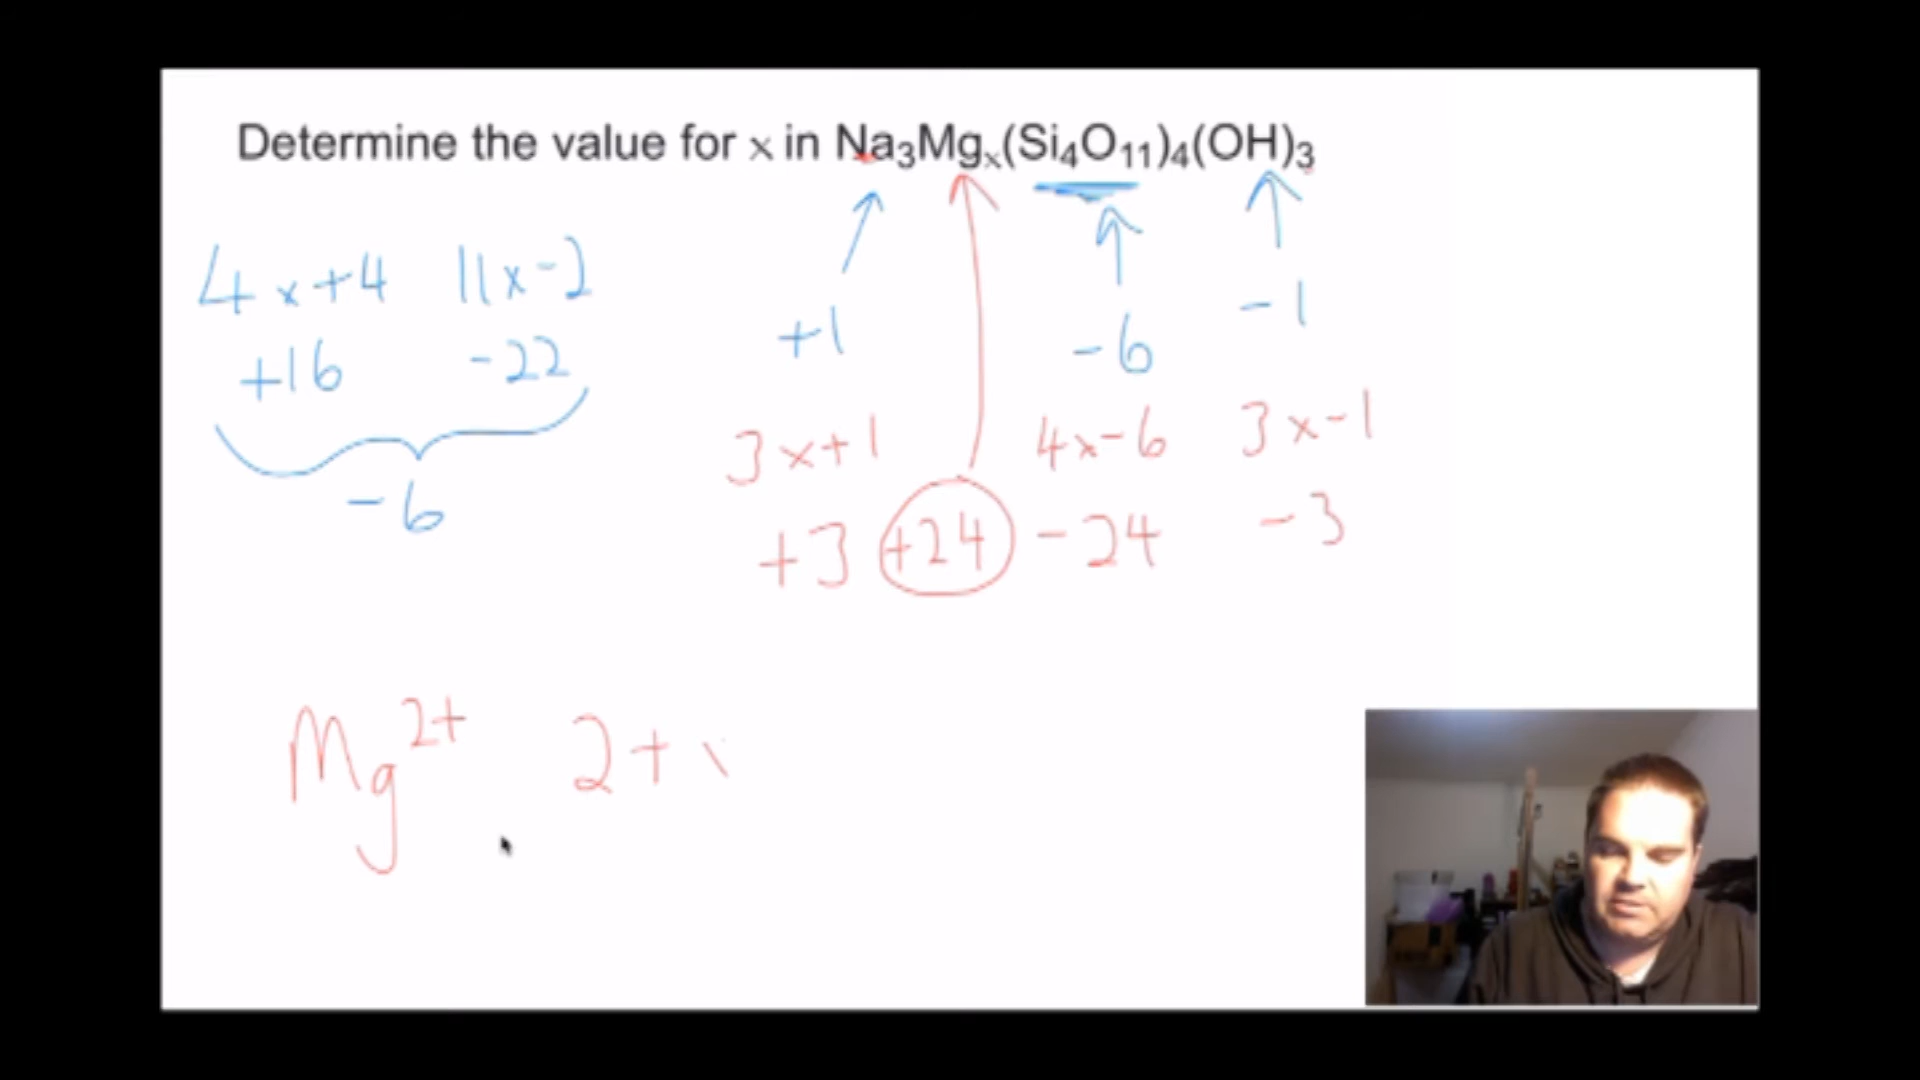 Determine the value for x in Na₃Mgₓ(Si₄O₁₁)₄(OH)₃
4x+4 11x-2
+16 -22
-6
+1 -6 -1
3x+1 4x-6 3x-1
+3 +24 -24 -3
Mg²⁺ 2+